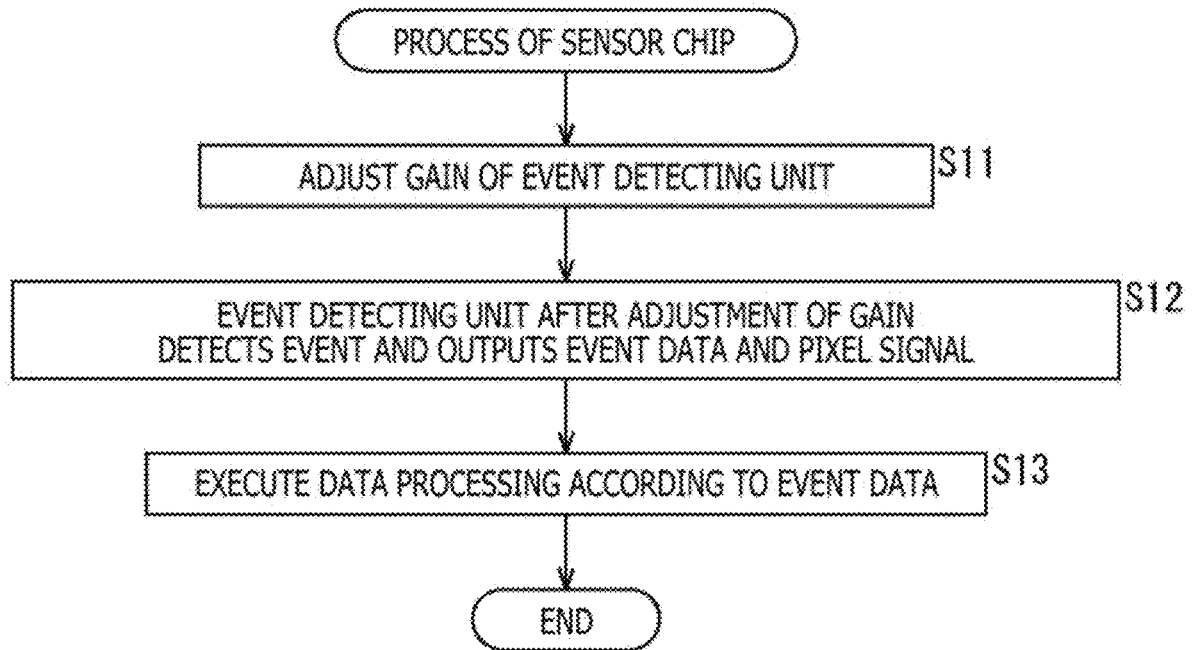 PROCESS OF SENSOR CHIP
ADJUST GAIN OF EVENT DETECTING UNIT
S11
EVENT DETECTING UNIT AFTER ADJUSTMENT OF GAIN
DETECTS EVENT AND OUTPUTS EVENT DATA AND PIXEL SIGNAL
S12
EXECUTE DATA PROCESSING ACCORDING TO EVENT DATA
S13
END